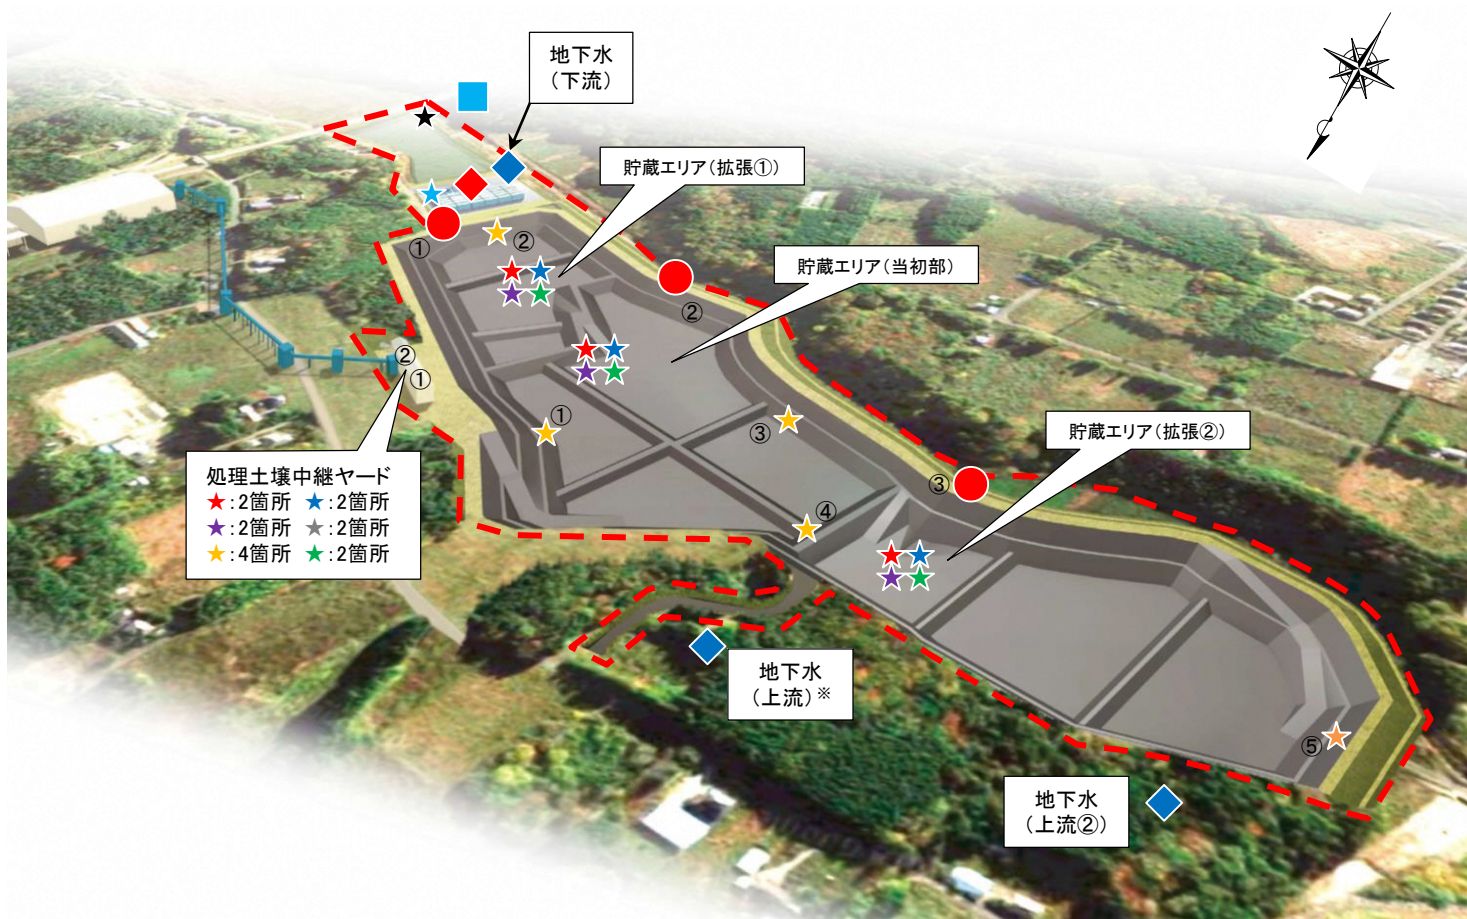 地下水
（下流）
貯蔵エリア（拡張①）
①
②
貯蔵エリア（当初部）
②
②
①
①
③
貯蔵エリア（拡張②）
③
処理土壌中継ヤード
★：2箇所 ★：2箇所
★：2箇所 ★：2箇所
★：4箇所 ★：2箇所
④
地下水
（上流）※
⑤
地下水
（上流②）